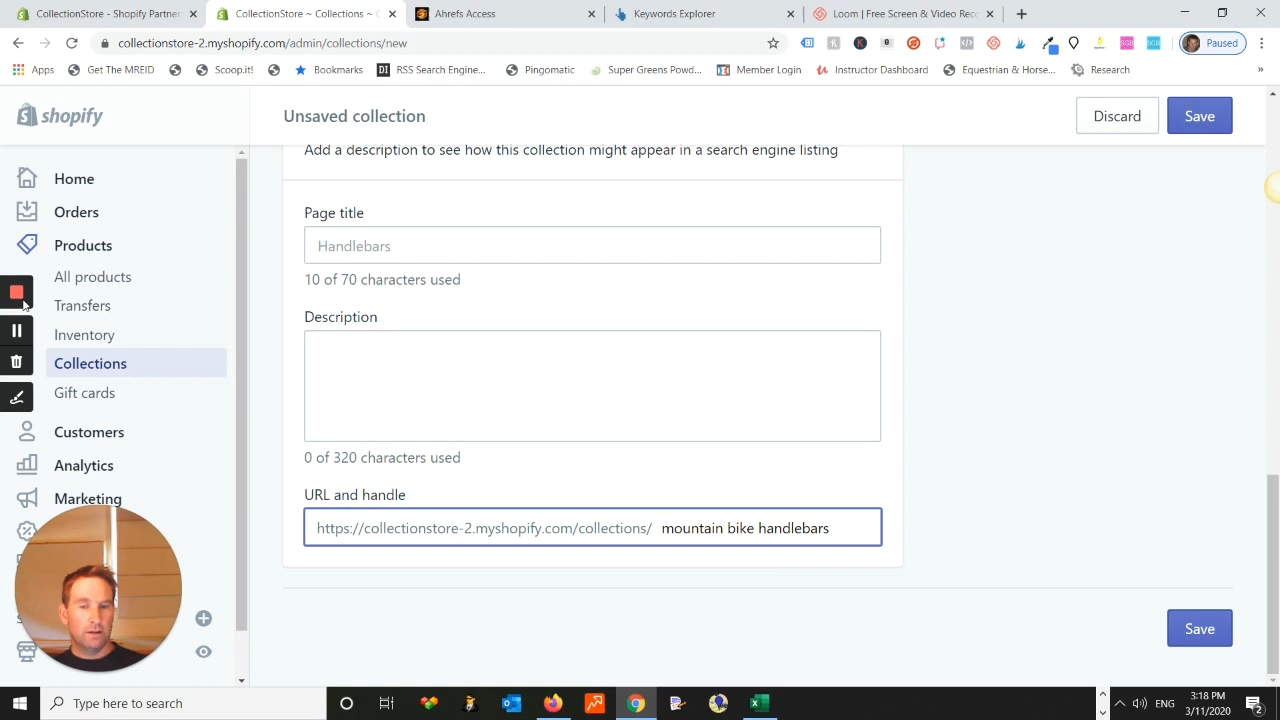 CollectionStore - Shopify Partner
CollectionStore ~ Collections ~
Ahrefs Access
Keywords Explorer
Loom | Free Screen & Video Rec
collectionstore-2.myshopify.com/admin/collections/new
Paused
Apps
Get The MREID
Scoop.it!
Bookmarks
RSS Search Engine...
Pingomatic
Super Greens Powd...
Member Login
Instructor Dashboard
Equestrian & Horse...
Research
»
shopify
Unsaved collection
Discard
Save
Add a description to see how this collection might appear in a search engine listing
Home
Orders
Products
All products
Transfers
Inventory
Collections
Gift cards
Customers
Analytics
Marketing
Page title
Handlebars
10 of 70 characters used
Description
0 of 320 characters used
URL and handle
https://collectionstore-2.myshopify.com/collections/ mountain bike handlebars
Save
Type here to search
ENG
3:18 PM
3/11/2020
2